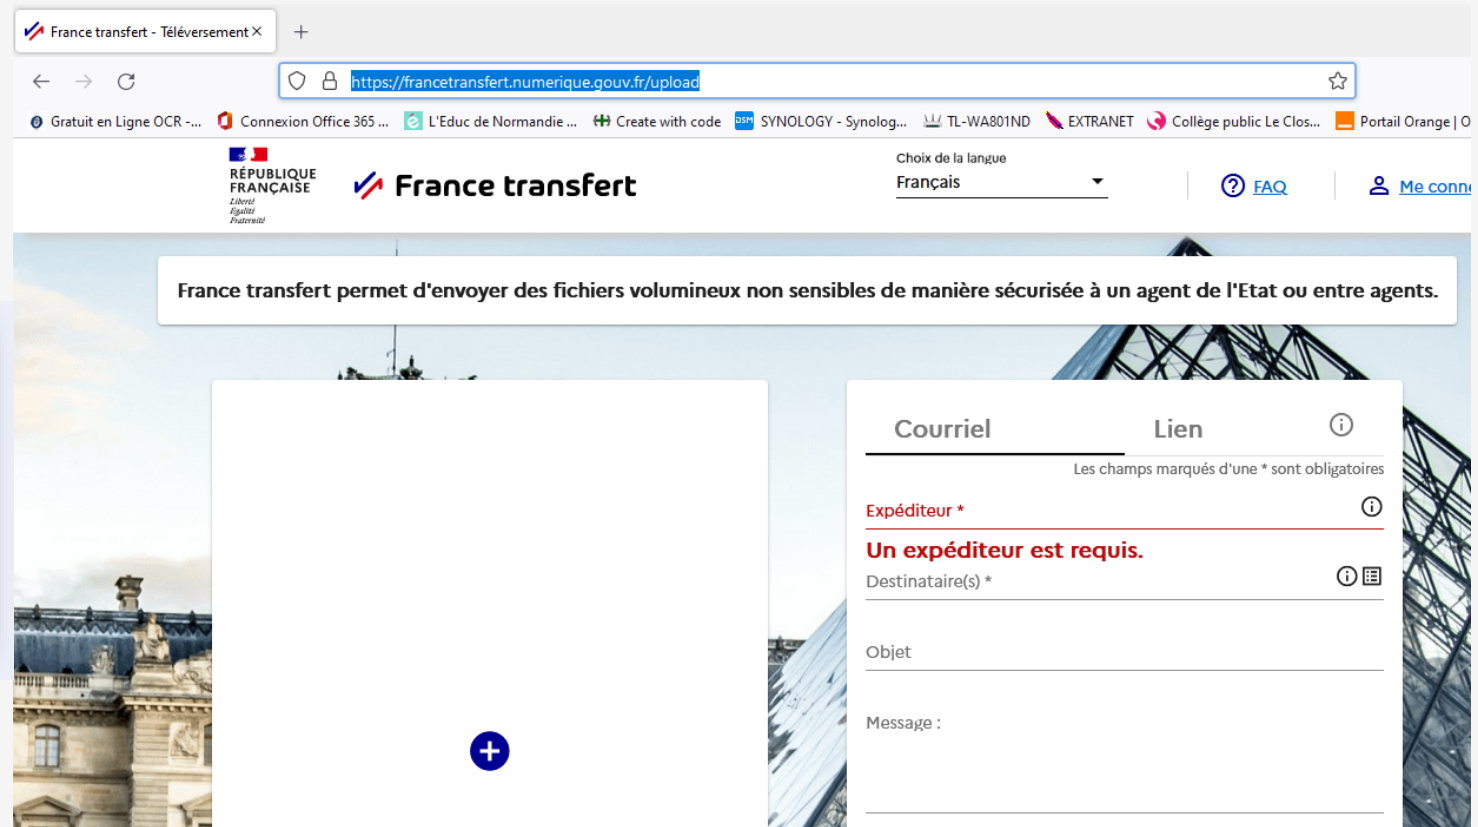 France transfert - Téléversement
https://francetransfert.numerique.gouv.fr/upload
Gratuit en Ligne OCR -... Connexion Office 365 ... L'Educ de Normandie ... Create with code SYNOLOGY - Synolog... TL-WA801ND EXTRANET Collège public Le Clos... Portail Orange | O
RÉPUBLIQUE
FRANÇAISE
Liberté
Égalité
Fraternité
France transfert
Choix de la langue
Français
FAQ
Me conne
France transfert permet d'envoyer des fichiers volumineux non sensibles de manière sécurisée à un agent de l'Etat ou entre agents.
Courriel Lien
Les champs marqués d'une * sont obligatoires
Expéditeur *
Un expéditeur est requis.
Destinataire(s) *
Objet
Message :